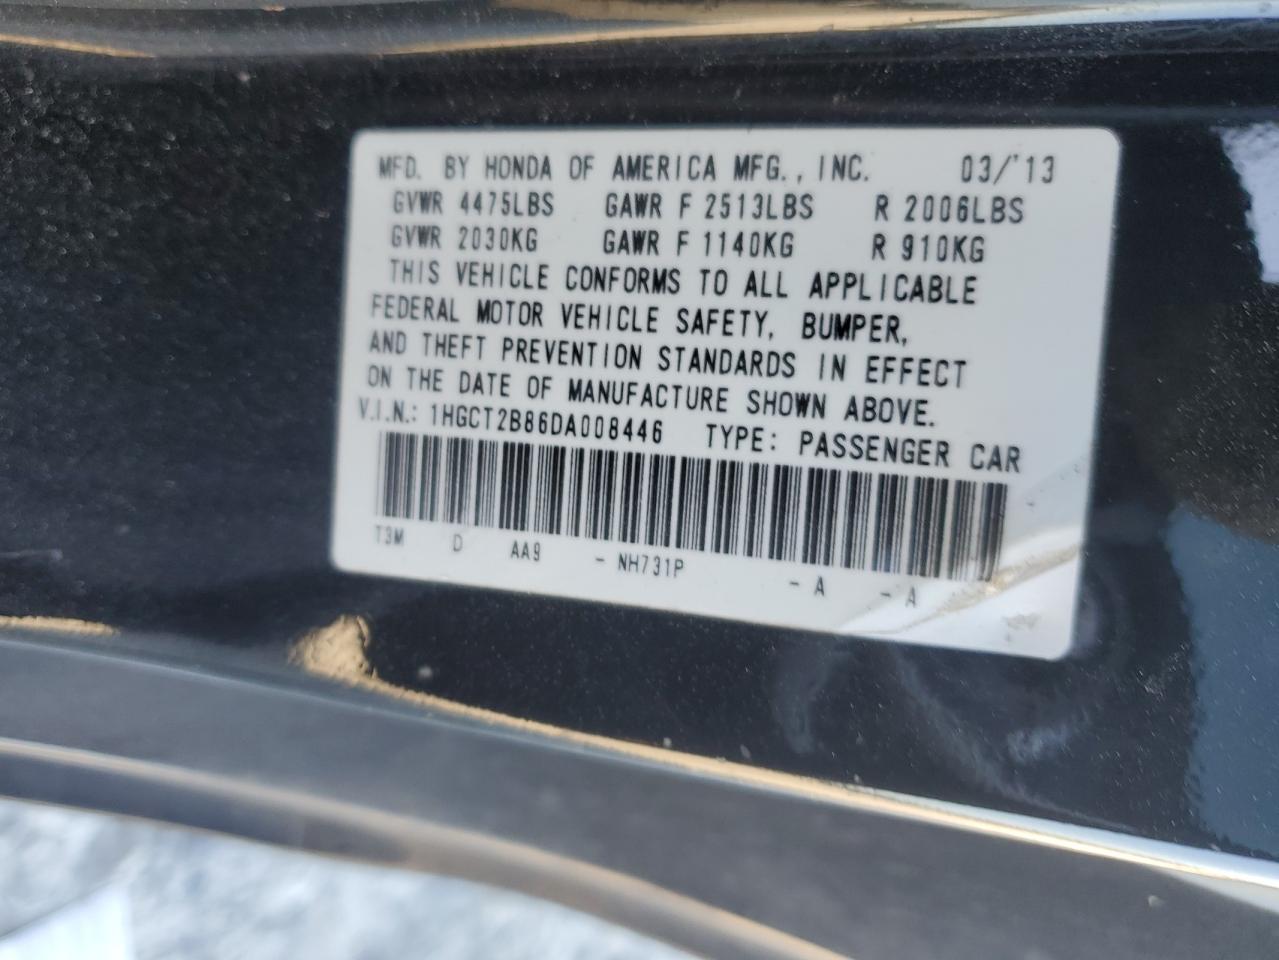 MFD. BY HONDA OF AMERICA MFG., INC. 03/'13
GVWR 4475LBS GAWR F 2513LBS R 2006LBS
GVWR 2030KG GAWR F 1140KG R 910KG
THIS VEHICLE CONFORMS TO ALL APPLICABLE
FEDERAL MOTOR VEHICLE SAFETY, BUMPER,
AND THEFT PREVENTION STANDARDS IN EFFECT
ON THE DATE OF MANUFACTURE SHOWN ABOVE.
V.I.N.: 1HGCT2B86DA008446 TYPE: PASSENGER CAR
T3M D AA9 - NH731P - A - A